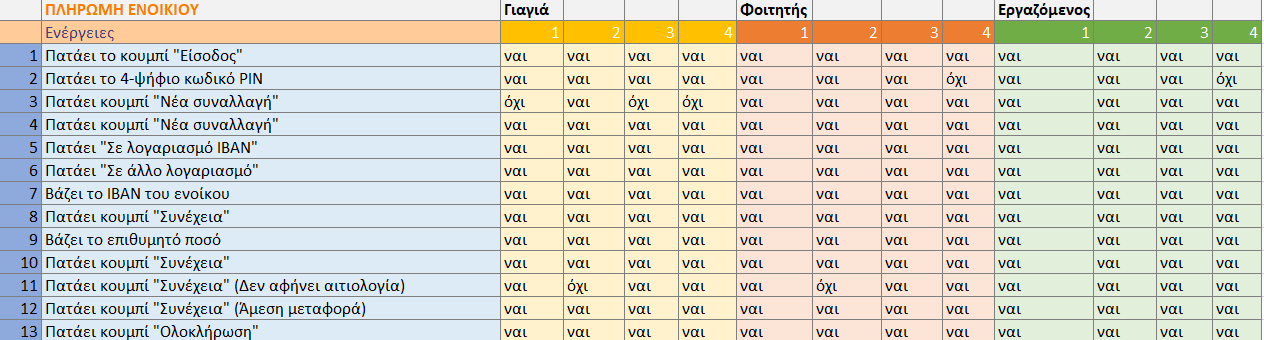 ΠΛΗΡΩΜΗ ΕΝΟΙΚΙΟΥ Γιαγιά Φοιτητής Εργαζόμενος
Ενέργειες 1 2 3 4 1 2 3 4 1 2 3 4
1 Πατάει το κουμπί "Είσοδος" ναι ναι ναι ναι ναι ναι ναι ναι ναι ναι ναι ναι
2 Πατάει το 4-ψήφιο κωδικό PIN ναι ναι ναι ναι ναι ναι ναι όχι ναι ναι ναι όχι
3 Πατάει κουμπί "Νέα συναλλαγή" όχι ναι όχι όχι ναι ναι ναι ναι ναι ναι ναι ναι
4 Πατάει κουμπί "Νέα συναλλαγή" ναι ναι ναι ναι ναι ναι ναι ναι ναι ναι ναι ναι
5 Πατάει "Σε λογαριασμό IBAN" ναι ναι ναι ναι ναι ναι ναι ναι ναι ναι ναι ναι
6 Πατάει "Σε άλλο λογαριασμό" ναι ναι ναι ναι ναι ναι ναι ναι ναι ναι ναι ναι
7 Βάζει το IBAN του ενοίκου ναι ναι ναι ναι ναι ναι ναι ναι ναι ναι ναι ναι
8 Πατάει κουμπί "Συνέχεια" ναι ναι ναι ναι ναι ναι ναι ναι ναι ναι ναι ναι
9 Βάζει το επιθυμητό ποσό ναι ναι ναι ναι ναι ναι ναι ναι ναι ναι ναι ναι
10 Πατάει κουμπί "Συνέχεια" ναι ναι ναι ναι ναι ναι ναι ναι ναι ναι ναι ναι
11 Πατάει κουμπί "Συνέχεια" (Δεν αφήνει αιτιολογία) ναι όχι ναι ναι ναι όχι ναι ναι ναι ναι ναι ναι
12 Πατάει κουμπί "Συνέχεια" (Άμεση μεταφορά) ναι ναι ναι ναι ναι ναι ναι ναι ναι ναι ναι ναι
13 Πατάει κουμπί "Ολοκλήρωση" ναι ναι ναι ναι ναι ναι ναι ναι ναι ναι ναι ναι